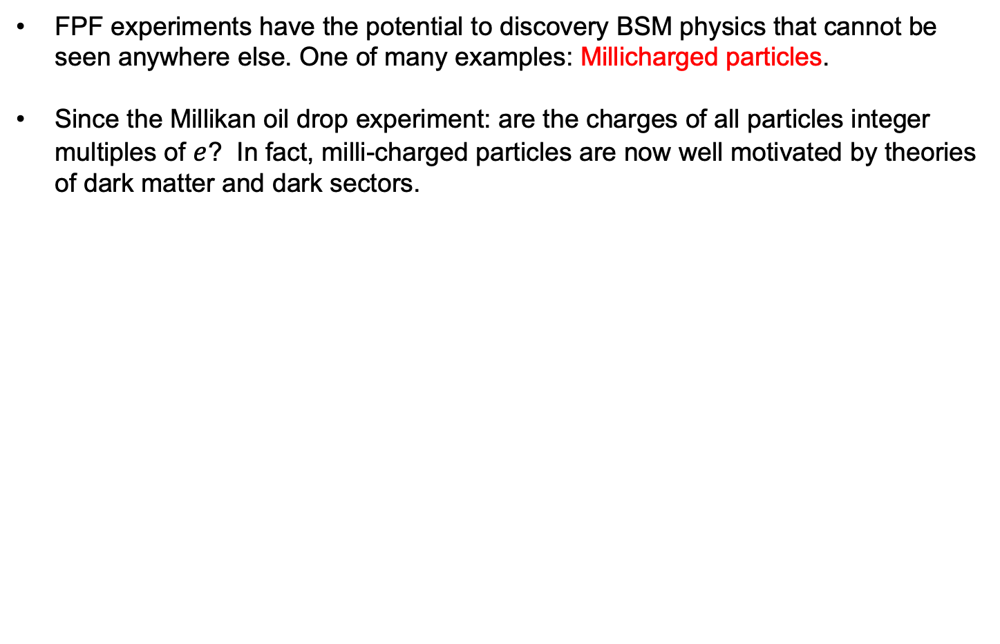 • FPF experiments have the potential to discovery BSM physics that cannot be
seen anywhere else. One of many examples: Millicharged particles.
• Since the Millikan oil drop experiment: are the charges of all particles integer
multiples of e?  In fact, milli-charged particles are now well motivated by theories
of dark matter and dark sectors.